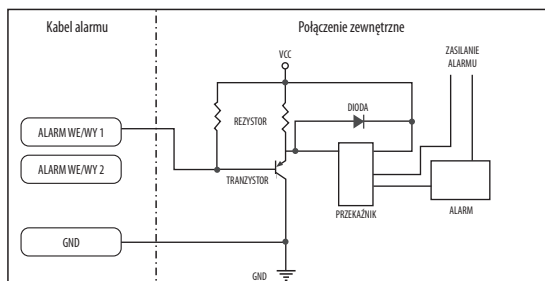 Kabel alarmu
Połączenie zewnętrzne
VCC
ZASILANIE
ALARMU
DIODA
REZYSTOR
ALARM WE/WY 1
ALARM WE/WY 2
TRANZYSTOR
PRZEKAŹNIK
ALARM
GND
GND